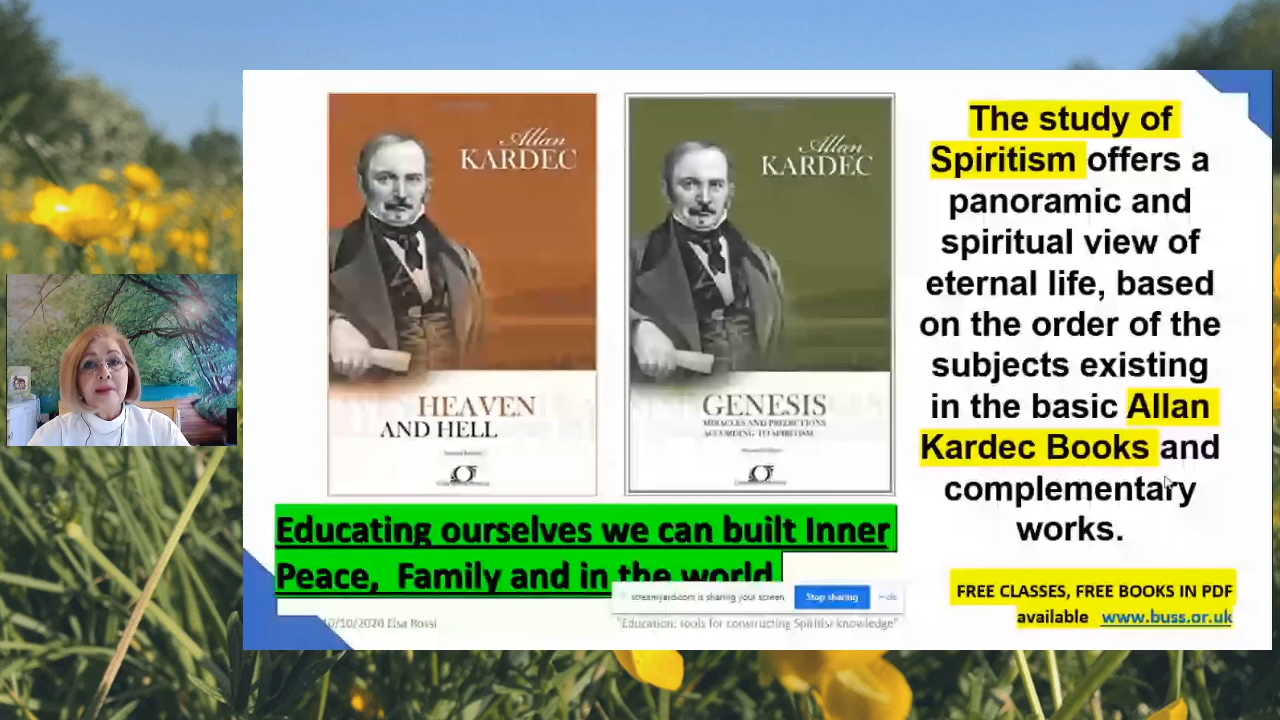 Allan
KARDEC
HEAVEN
AND HELL
Allan
KARDEC
GENESIS
MIRACLES AND PREDICTIONS
ACCORDING TO SPIRITISM
The study of
Spiritism offers a
panoramic and
spiritual view of
eternal life, based
on the order of the
subjects existing
in the basic Allan
Kardec Books and
complementary
works.
Educating ourselves we can built Inner
Peace, Family and in the world
streamyard.com is sharing your screen.
Stop sharing
Hide
FREE CLASSES, FREE BOOKS IN PDF
available www.buss.or.uk
10/10/2020 Elsa Rossi
"Education: Tools for constructing Spiritist knowledge"